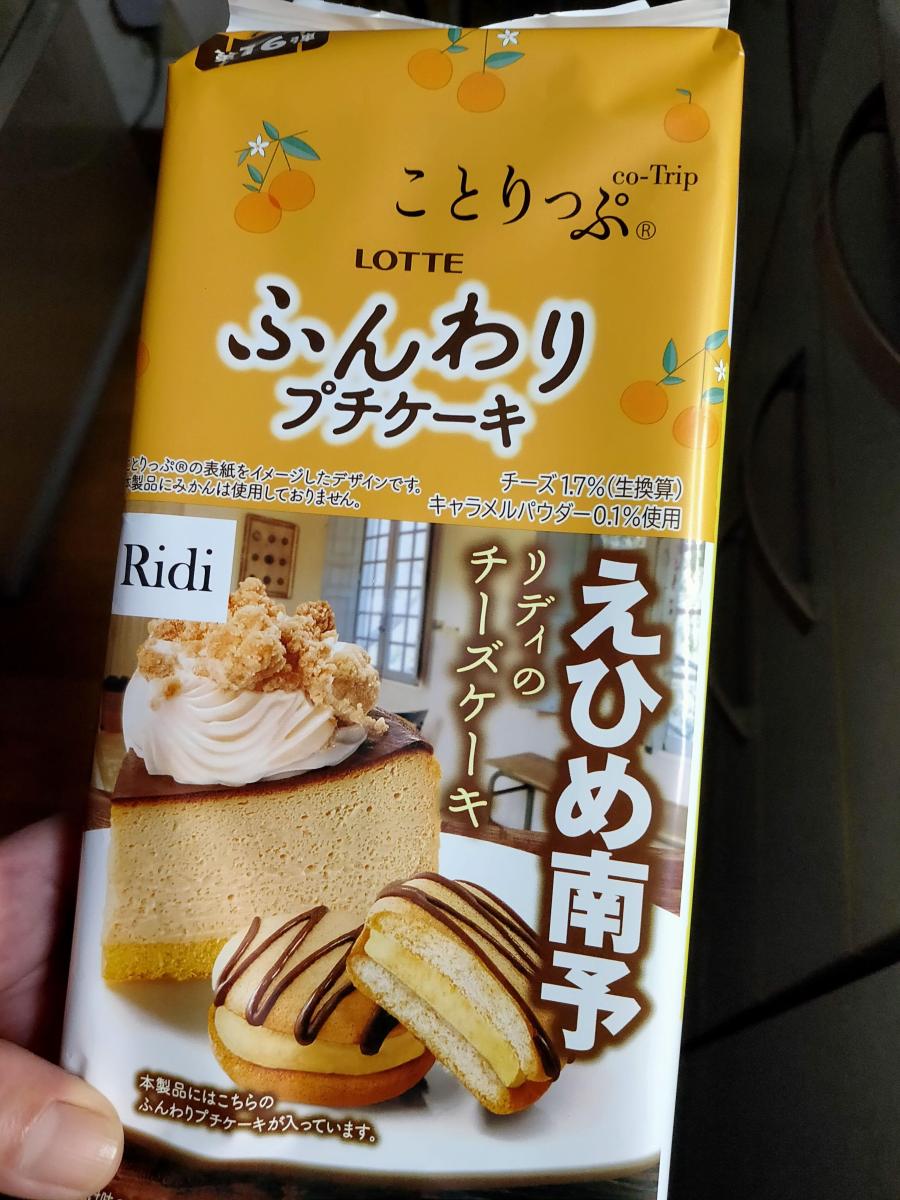 co-Trip
ことりっぷ®
LOTTE
ふんわり
プチケーキ
とりっぷ®の表紙をイメージしたデザインです。
本製品にみかんは使用しておりません。
チーズ1.7%(生換算)
キャラメルパウダー0.1%使用
Ridi
えひめ南予
リディの
チーズケーキ
本製品にはこちらの
ふんわりプチケーキが入っています。